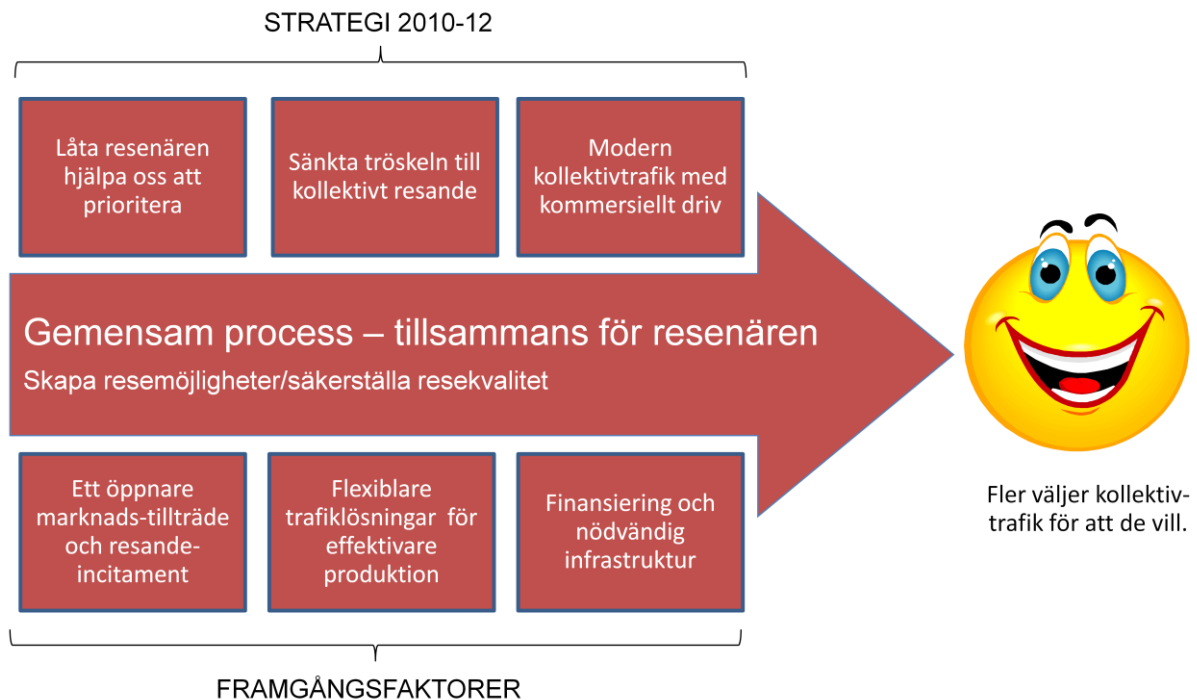 STRATEGI 2010-12
Låta resenären
hjälpa oss att
prioritera
Sänkta tröskeln till
kollektivt resande
Modern
kollektivtrafik med
kommersiellt driv
Gemensam process – tillsammans för resenären
Skapa resemöjligheter/säkerställa resekvalitet
Ett öppnare
marknads-tillträde
och resande-
incitament
Flexiblare
trafiklösningar för
effektivare
produktion
Finansiering och
nödvändig
infrastruktur
Fler väljer kollektiv-
trafik för att de vill.
FRAMGÅNGSFAKTORER